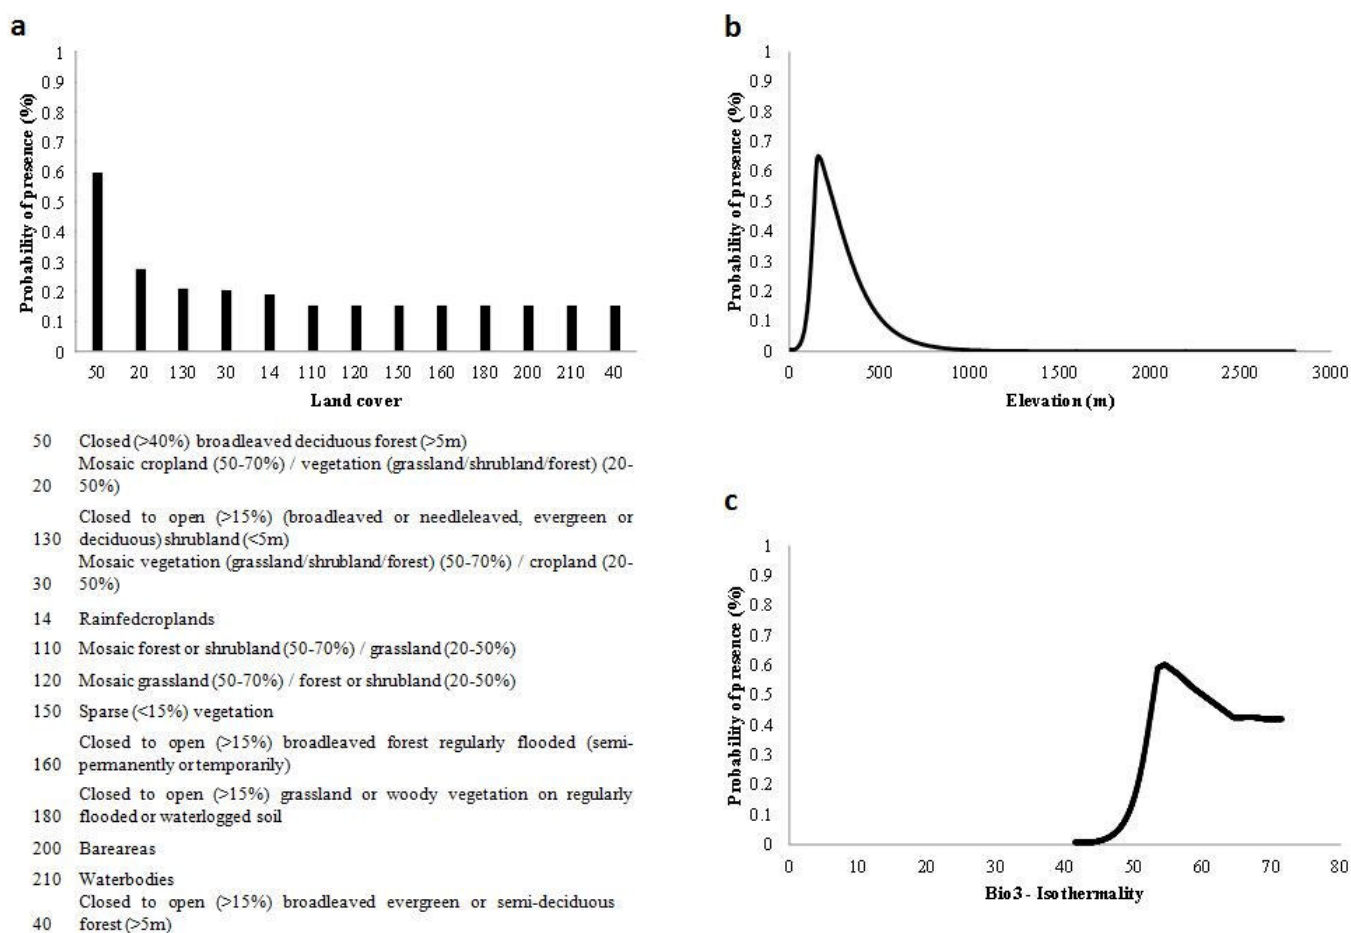 a
1
0.9
0.8
0.7
0.6
0.5
0.4
0.3
0.2
0.1
0
Probability of presence (%)
50 20 130 30 14 110 120 150 160 180 200 210 40
Land cover
50 Closed (>40%) broadleaved deciduous forest (>5m)
Mosaic cropland (50-70%) / vegetation (grassland/shrubland/forest) (20-
20 50%)
Closed to open (>15%) (broadleaved or needleleaved, evergreen or
130 deciduous) shrubland (<5m)
Mosaic vegetation (grassland/shrubland/forest) (50-70%) / cropland (20-
30 50%)
14 Rainfedcroplands
110 Mosaic forest or shrubland (50-70%) / grassland (20-50%)
120 Mosaic grassland (50-70%) / forest or shrubland (20-50%)
150 Sparse (<15%) vegetation
Closed to open (>15%) broadleaved forest regularly flooded (semi-
160 permanently or temporarily)
Closed to open (>15%) grassland or woody vegetation on regularly
180 flooded or waterlogged soil
200 Bareareas
210 Waterbodies
Closed to open (>15%) broadleaved evergreen or semi-deciduous
40 forest (>5m)
b
1
0.9
0.8
0.7
0.6
0.5
0.4
0.3
0.2
0.1
0
Probability of presence (%)
0 500 1000 1500 2000 2500 3000
Elevation (m)
c
1
0.9
0.8
0.7
0.6
0.5
0.4
0.3
0.2
0.1
0
Probability of presence (%)
0 10 20 30 40 50 60 70 80
Bio3 - Isothermality